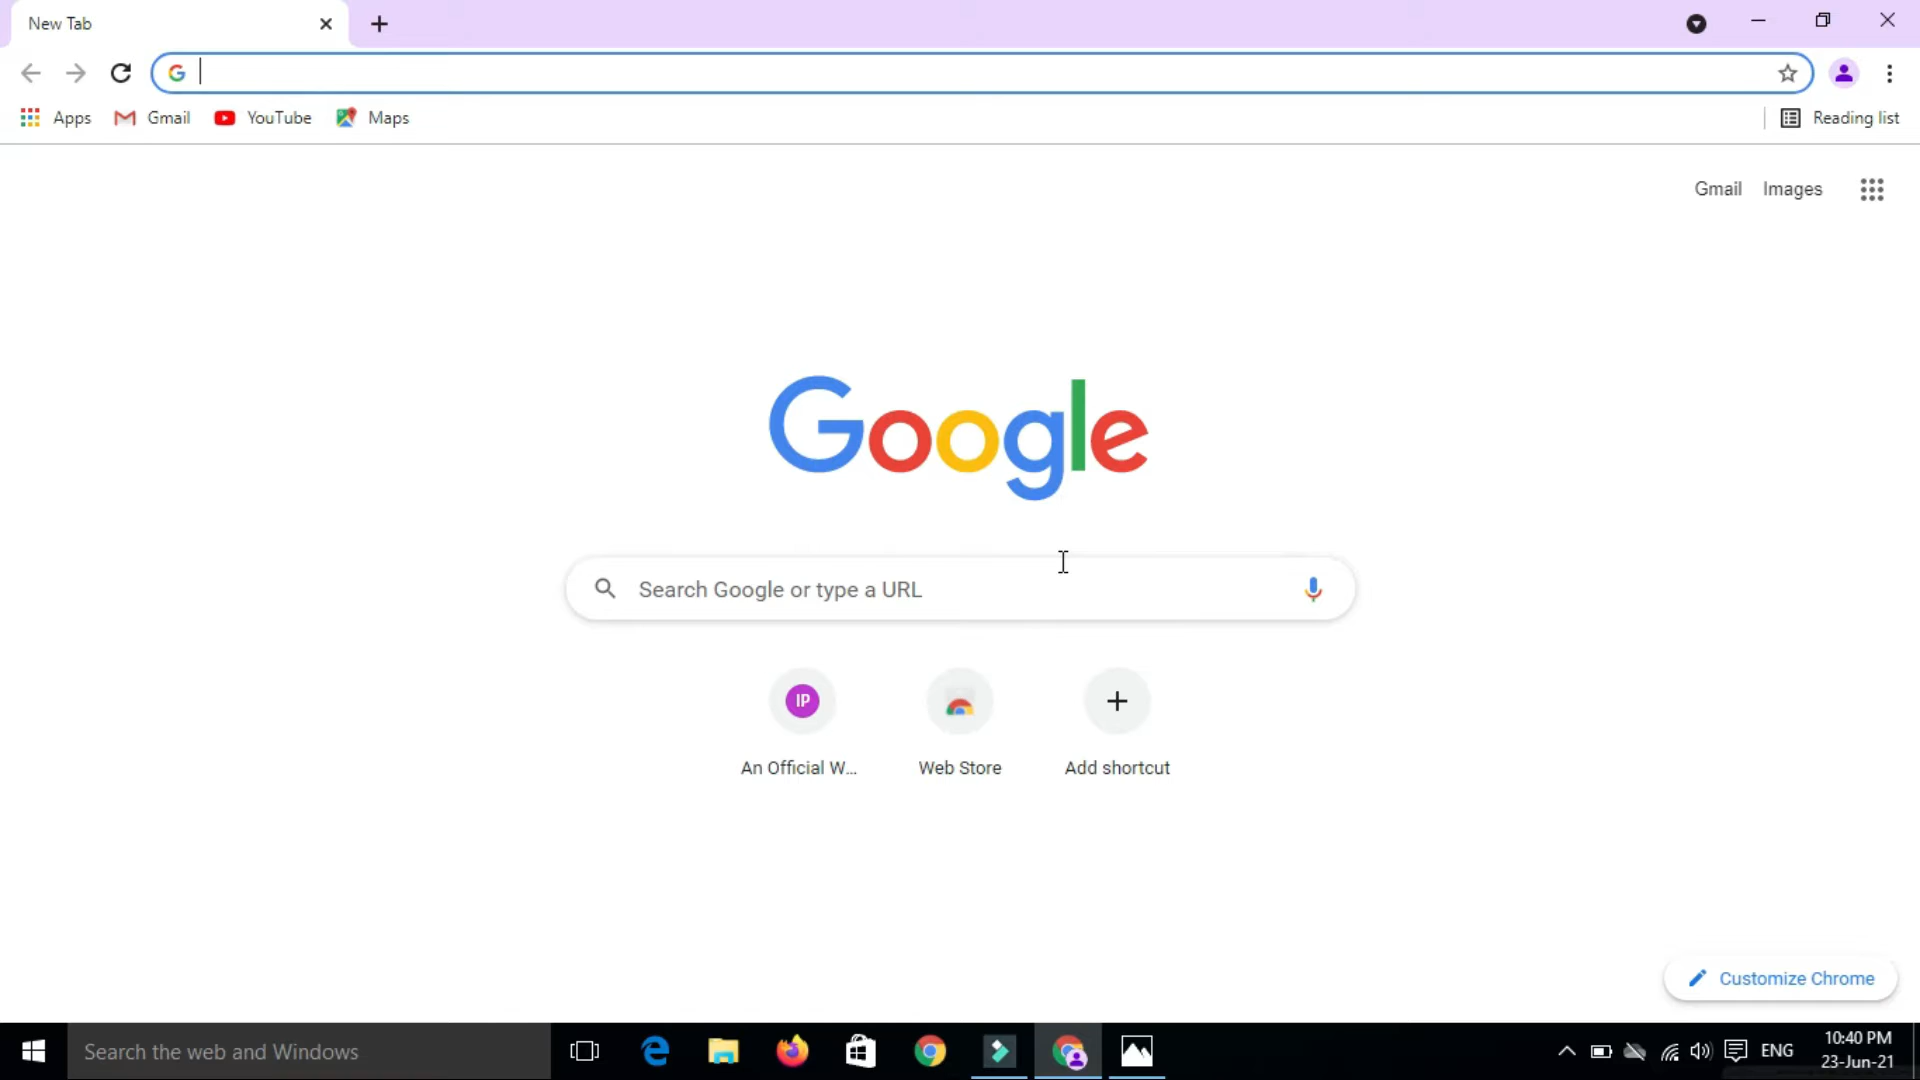 New Tab
Apps Gmail YouTube Maps Reading list
Gmail Images
Google
Search Google or type a URL
IP
An Official W... Web Store Add shortcut
Customize Chrome
Search the web and Windows
ENG
10:40 PM
23-Jun-21